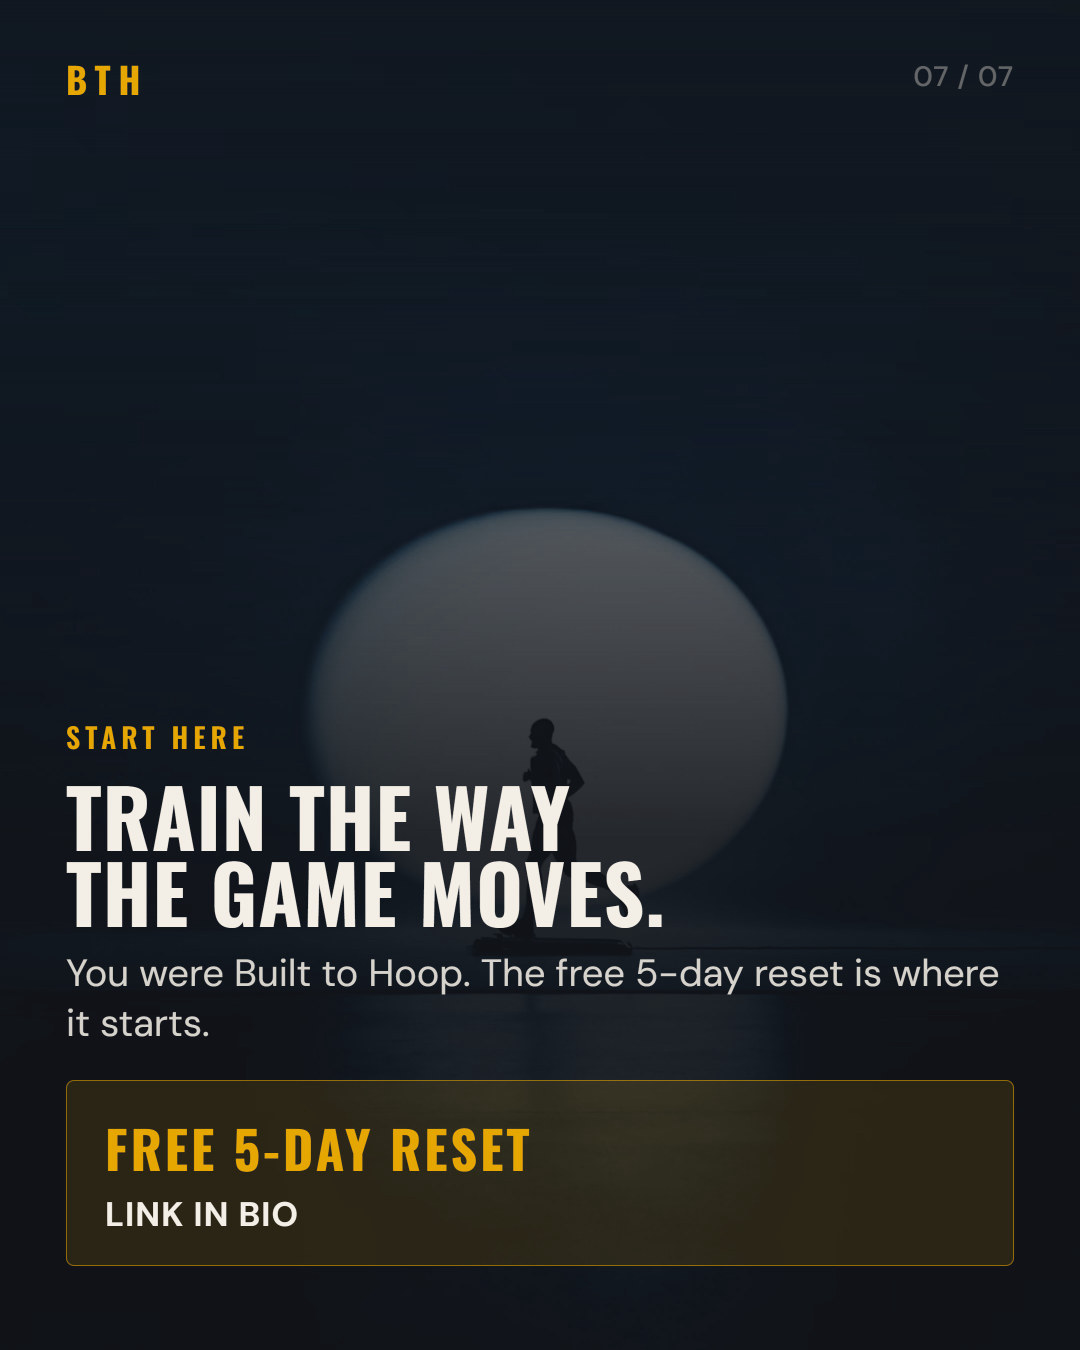 BTH
07 / 07
START HERE
TRAIN THE WAY
THE GAME MOVES.
You were Built to Hoop. The free 5-day reset is where
it starts.
FREE 5-DAY RESET
LINK IN BIO